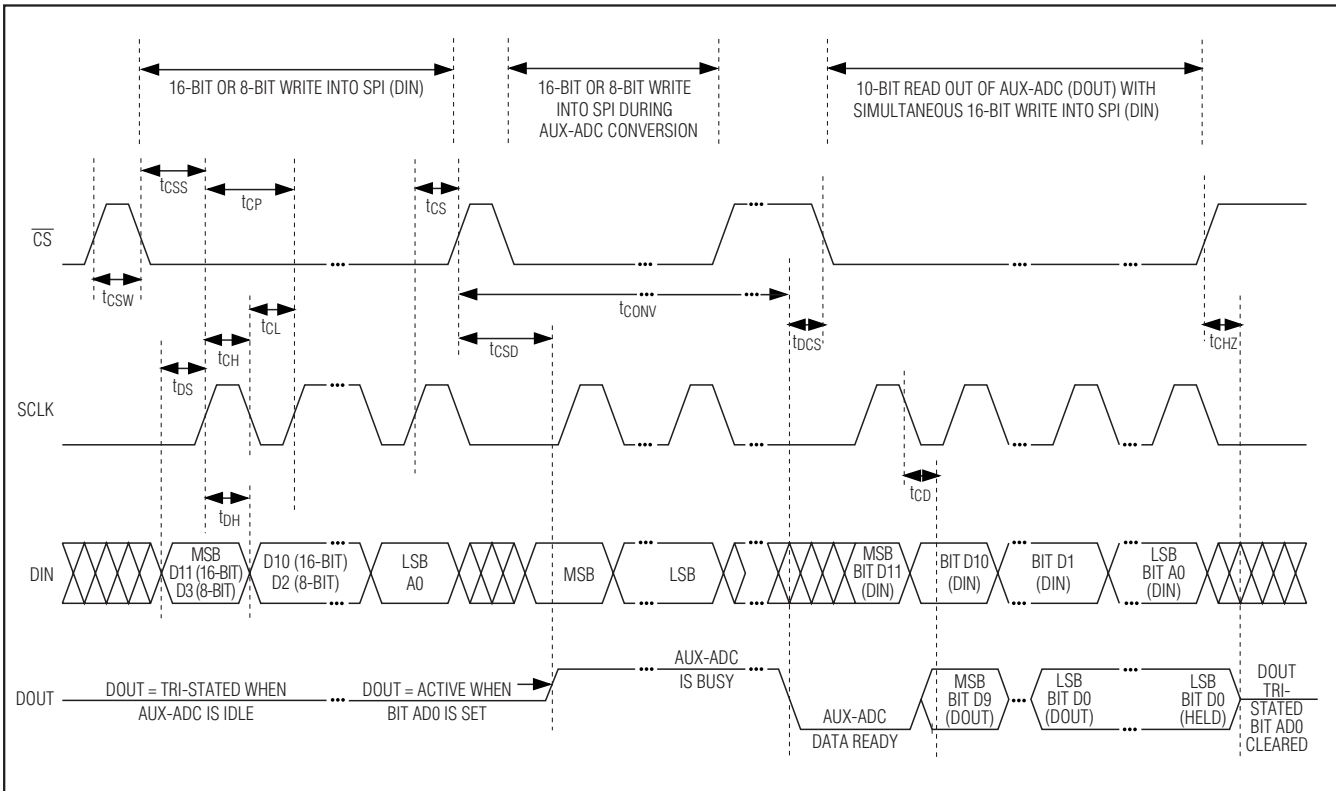 16-BIT OR 8-BIT WRITE INTO SPI (DIN)
16-BIT OR 8-BIT WRITE
INTO SPI DURING
AUX-ADC CONVERSION
10-BIT READ OUT OF AUX-ADC (DOUT) WITH
SIMULTANEOUS 16-BIT WRITE INTO SPI (DIN)
tCSS
tCP
tCS
CS
tCSW
tCL
tCONV
tCH
tCSD
tDCS
tCHZ
tDS
SCLK
tCD
tDH
DIN
MSB
D11 (16-BIT)
D3 (8-BIT)
D10 (16-BIT)
D2 (8-BIT)
LSB
A0
MSB
LSB
MSB
BIT D11
(DIN)
BIT D10
(DIN)
BIT D1
(DIN)
LSB
BIT A0
(DIN)
DOUT
DOUT = TRI-STATED WHEN
AUX-ADC IS IDLE
DOUT = ACTIVE WHEN
BIT AD0 IS SET
AUX-ADC
IS BUSY
AUX-ADC
DATA READY
MSB
BIT D9
(DOUT)
LSB
BIT D0
(DOUT)
LSB
BIT D0
(HELD)
DOUT
TRI-
STATED
BIT AD0
CLEARED